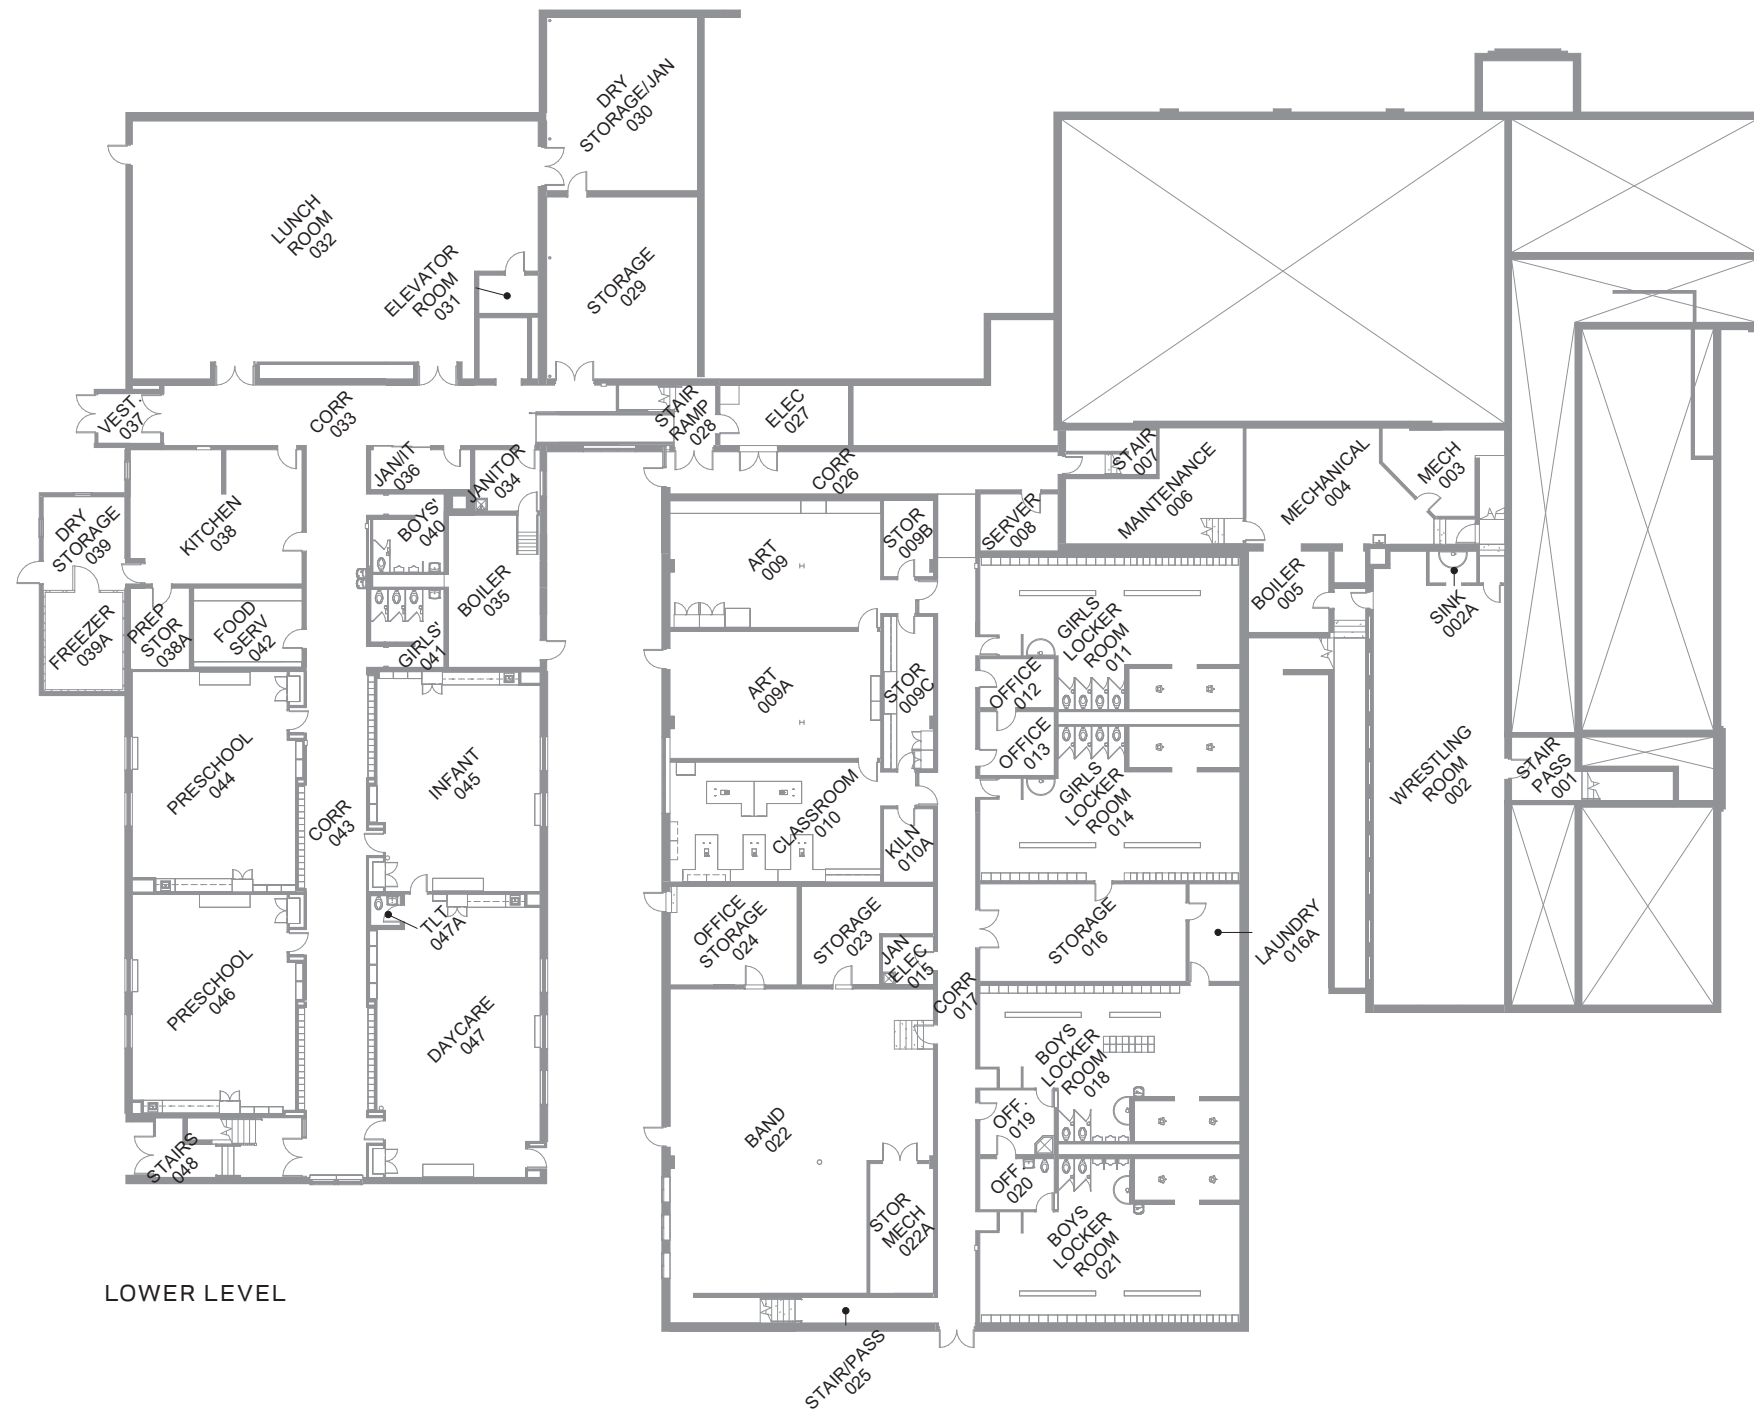 DRY
STORAGE/JAN
030
LUNCH
ROOM
032
ELEVATOR
ROOM
031
STORAGE
029
VEST.
037
CORR
033
STAIR
RAMP
028
ELEC
027
JAN/IT
036
JANITOR
034
CORR
026
STAIR
007
MAINTENANCE
006
MECHANICAL
004
MECH
003
DRY
STORAGE
039
KITCHEN
038
BOYS'
040
BOILER
035
ART
009
STOR
009B
SERVER
008
BOILER
005
SINK
002A
FREEZER
039A
PREP
STOR
038A
FOOD
SERV
042
GIRLS'
041
GIRLS
LOCKER
ROOM
011
ART
009A
STOR
009C
OFFICE
012
OFFICE
013
PRESCHOOL
044
CORR
043
INFANT
045
CLASSROOM
010
KILN
010A
GIRLS
LOCKER
ROOM
014
WRESTLING
ROOM
002
STAIR
PASS
001
TLT
047A
OFFICE
STORAGE
024
STORAGE
023
JAN
ELEC
015
STORAGE
016
LAUNDRY
016A
PRESCHOOL
046
DAYCARE
047
CORR
017
BOYS
LOCKER
ROOM
018
STAIRS
048
BAND
022
OFF.
019
OFF.
020
STOR
MECH
022A
BOYS
LOCKER
ROOM
021
LOWER LEVEL
STAIR/PASS
025